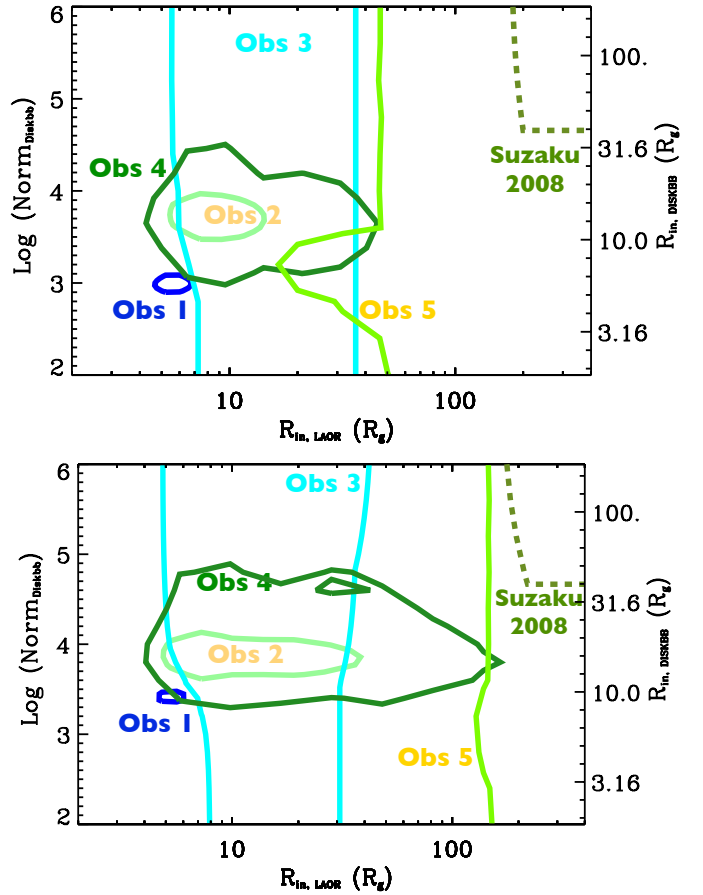 6
5
4
3
2
Log (Norm_Diskbb)
Obs 3
Obs 4
Obs 2
Obs 1
Obs 5
Suzaku
2008
100.
31.6
10.0
3.16
R_in, DISKBB (R_g)
10
100
R_in, LAOR (R_g)
6
5
4
3
2
Log (Norm_Diskbb)
Obs 3
Obs 4
Obs 2
Obs 1
Obs 5
Suzaku
2008
100.
31.6
10.0
3.16
R_in, DISKBB (R_g)
10
100
R_in, LAOR (R_g)